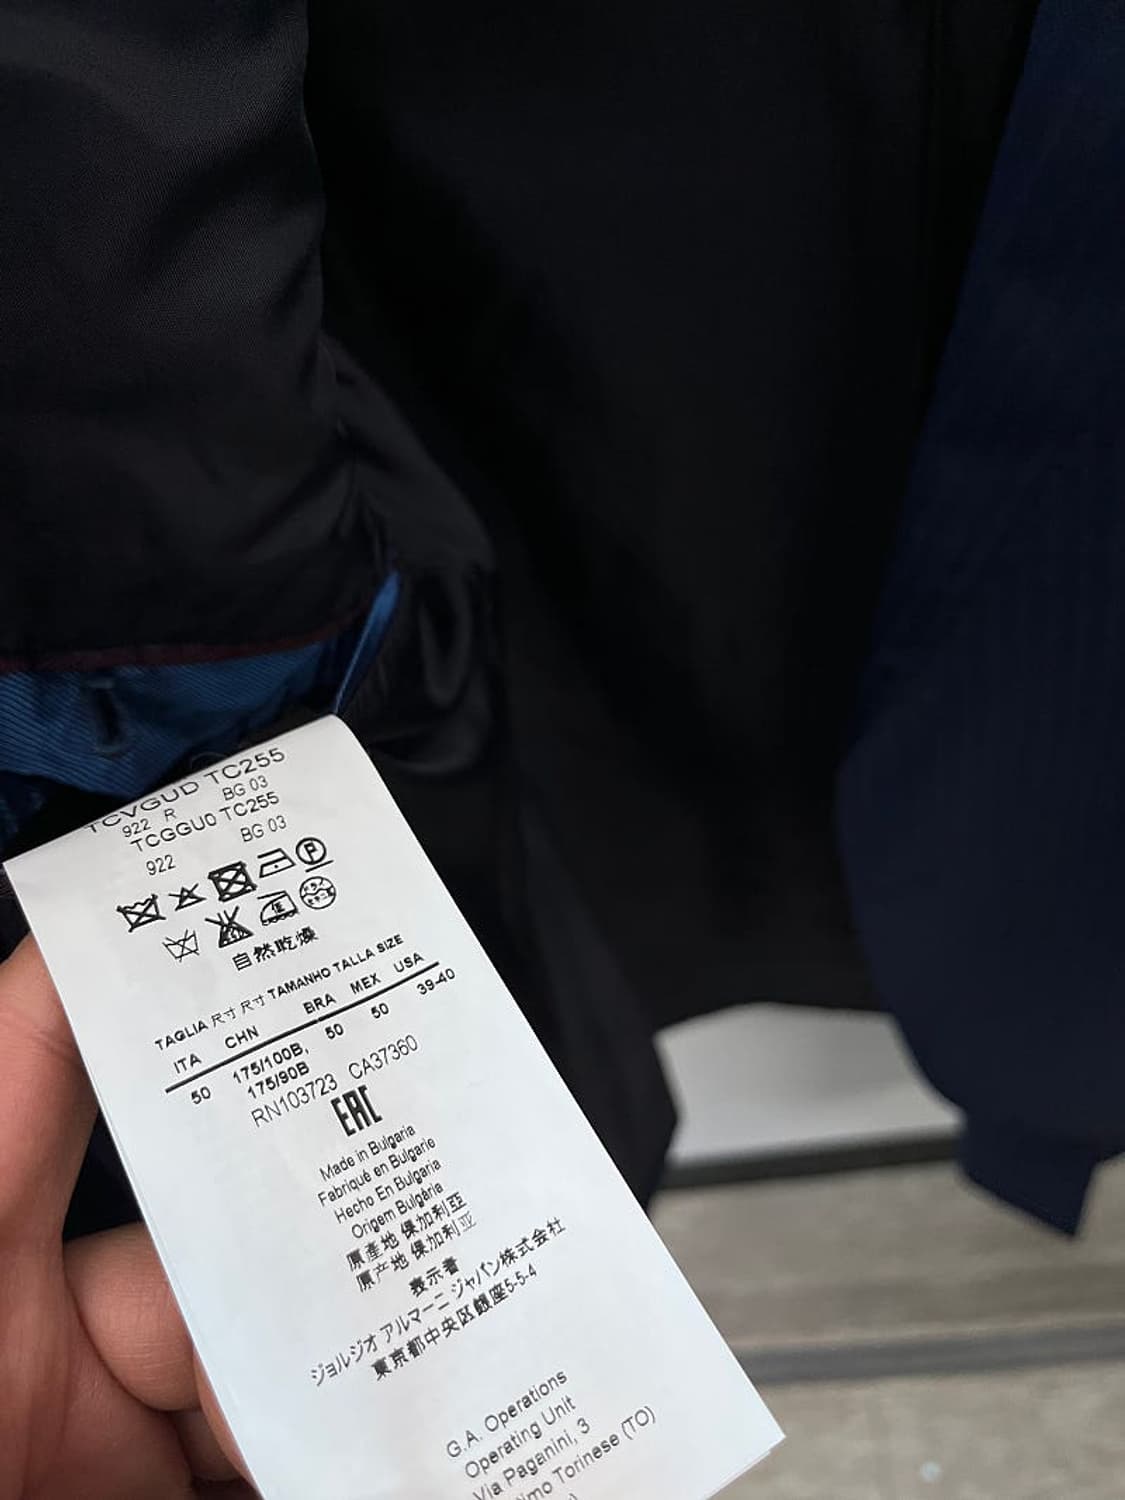 TCVGUD TC255
922 R BG 03
TCGGU0 TC255
922 BG 03
自然乾燥
TAGLIA 尺寸 尺寸 TAMANHO TALLA SIZE
ITA CHN BRA MEX USA
50 175/100B, 50 50 39-40
175/90B
RN103723 CA37360
EAC
Made in Bulgaria
Fabriqué en Bulgarie
Hecho En Bulgaria
Origem Bulgária
原産地 保加利亞
原产地 保加利亚
表示者
ジョルジオ アルマーニ ジャパン株式会社
東京都中央区銀座5-5-4
G.A. Operations
Operating Unit
Via Paganini, 3
Torinese (TO)